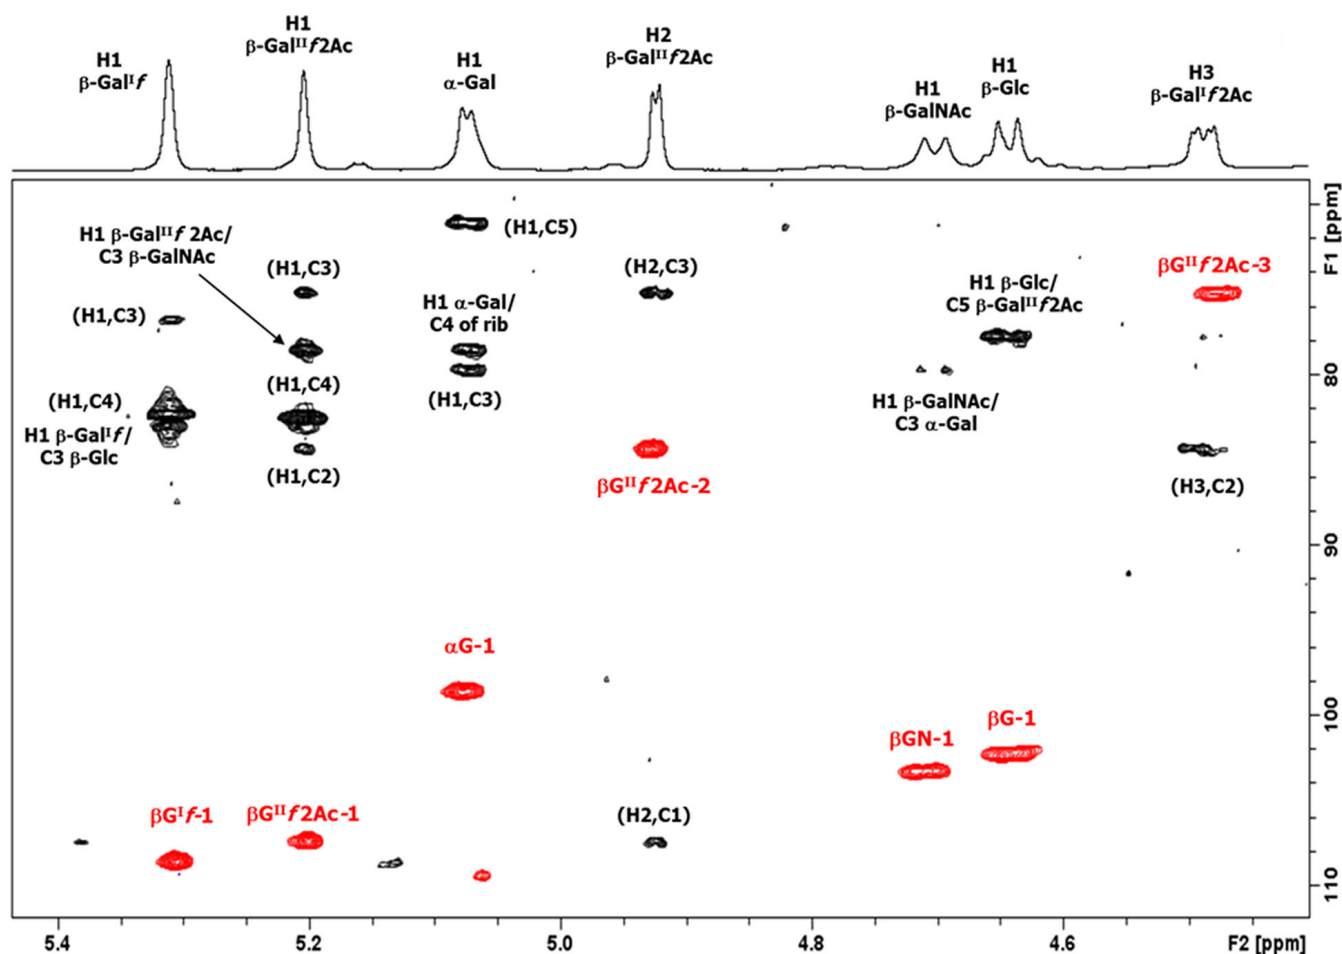 H1
β-Galᴵf
H1
β-Galᴵᴵf2Ac
H1
α-Gal
H2
β-Galᴵᴵf2Ac
H1
β-GalNAc
H1
β-Glc
H3
β-Galᴵf2Ac
H1 β-Galᴵᴵf 2Ac/
C3 β-GalNAc
(H1,C3)
(H1,C4)
H1 β-Galᴵf/
C3 β-Glc
(H1,C3)
(H1,C4)
(H1,C2)
(H1,C5)
H1 α-Gal/
C4 of rib
(H1,C3)
(H2,C3)
βGᴵᴵf2Ac-2
H1 β-Glc/
C5 β-Galᴵᴵf2Ac
H1 β-GalNAc/
C3 α-Gal
βGᴵᴵf2Ac-3
(H3,C2)
αG-1
βGN-1
βG-1
βGᴵf-1
βGᴵᴵf2Ac-1
(H2,C1)
F1 [ppm]
80
90
100
110
5.4
5.2
5.0
4.8
4.6
F2 [ppm]